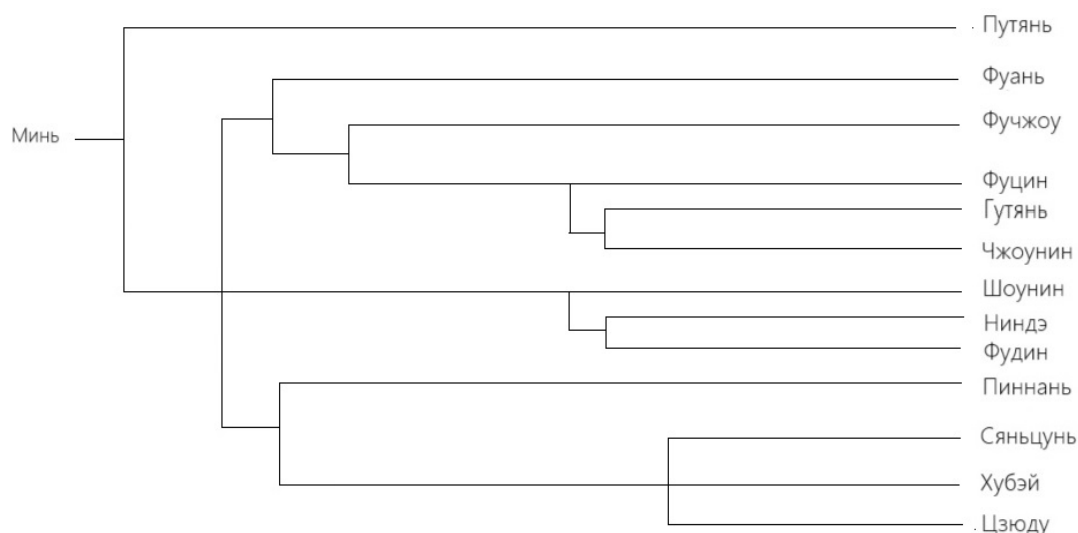 Путянь
Фуань
Фучжоу
Минь
Фуцин
Гутянь
Чжоунин
Шоунин
Ниндэ
Фудин
Пиннань
Сяньцунь
Хубэй
Цзюду